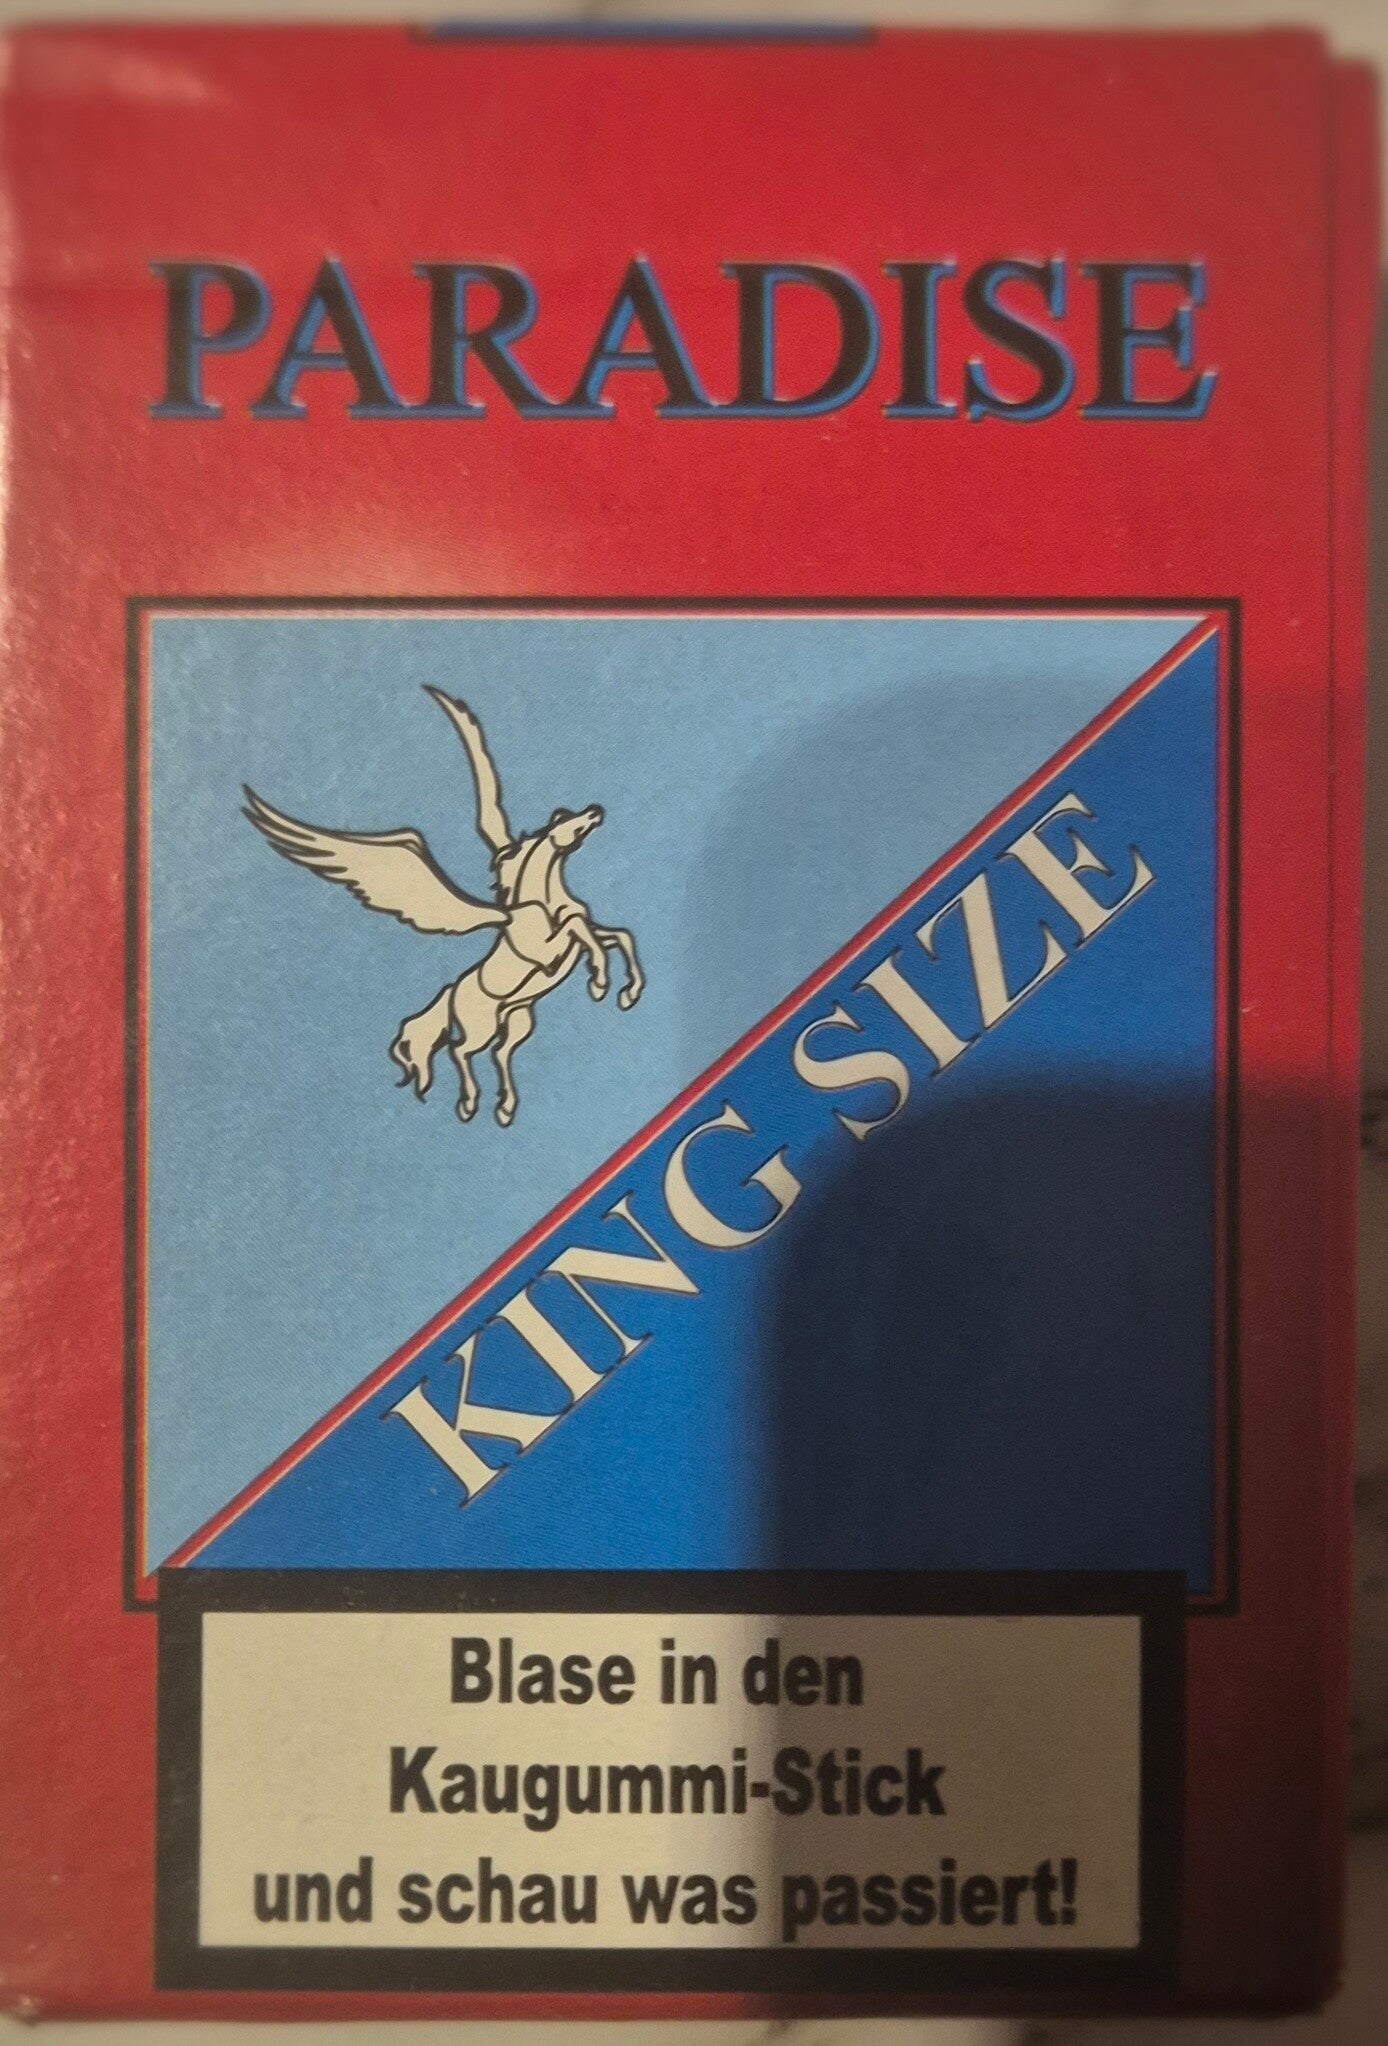 PARADISE
KING SIZE
Blase in den
Kaugummi-Stick
und schau was passiert!